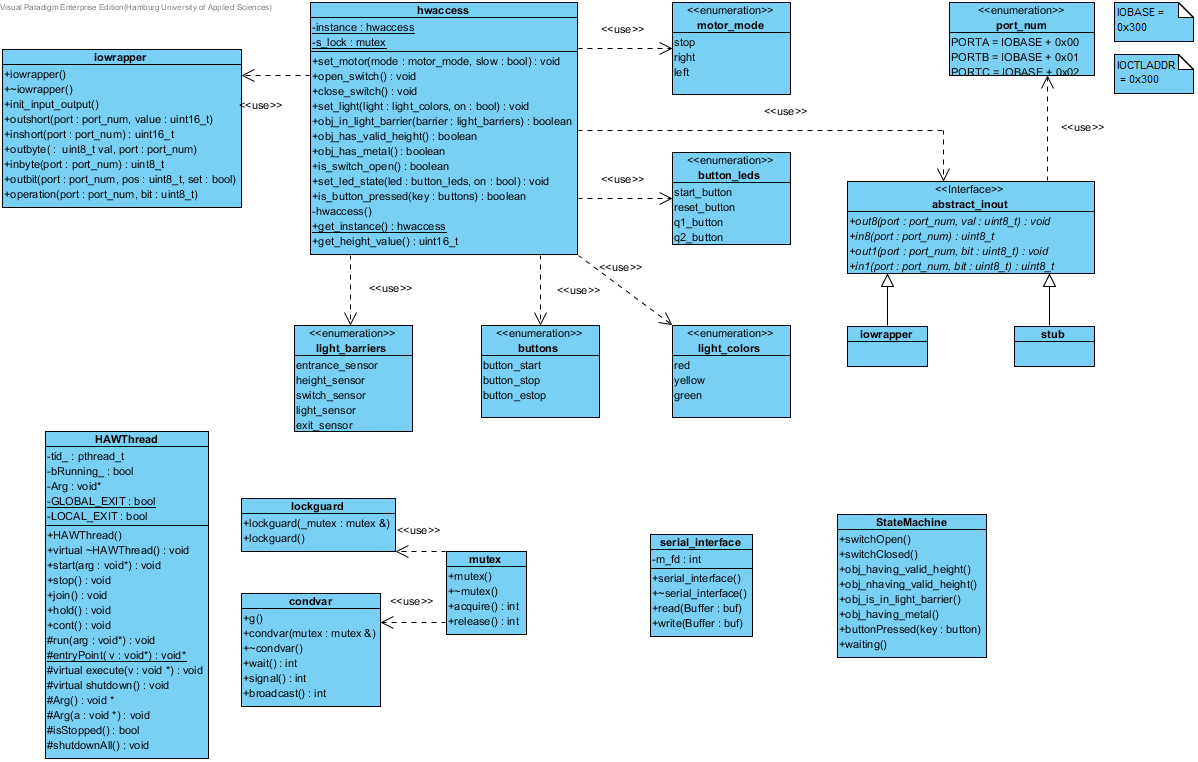 Visual Paradigm Enterprise Edition(Hamburg University of Applied Sciences)
hwaccess
-instance : hwaccess
-s_lock : mutex
+set_motor(mode : motor_mode, slow : bool) : void
+open_switch() : void
+close_switch() : void
+set_light(light : light_colors, on : bool) : void
+obj_in_light_barrier(barrier : light_barriers) : boolean
+obj_has_valid_height() : boolean
+obj_has_metal() : boolean
+is_switch_open() : boolean
+set_led_state(led : button_leds, on : bool) : void
+is_button_pressed(key : buttons) : boolean
-hwaccess()
+get_instance() : hwaccess
+get_height_value() : uint16_t
iowrapper
+iowrapper()
+~iowrapper()
+init_input_output()
+outshort(port : port_num, value : uint16_t)
+inshort(port : port_num) : uint16_t
+outbyte( :  uint8_t val, port : port_num)
+inbyte(port : port_num) : uint8_t
+outbit(port : port_num, pos : uint8_t, set : bool)
+operation(port : port_num, bit : uint8_t)
<<use>>
<<use>>
<<enumeration>>
motor_mode
stop
right
left
<<enumeration>>
port_num
PORTA = IOBASE + 0x00
PORTB = IOBASE + 0x01
PORTC = IOBASE + 0x02
IOBASE =
0x300
IOCTLADDR
= 0x300
<<use>>
<<use>>
<<use>>
<<enumeration>>
button_leds
start_button
reset_button
q1_button
q2_button
<<Interface>>
abstract_inout
+out8(port : port_num, val : uint8_t) : void
+in8(port : port_num) : uint8_t
+out1(port : port_num, bit : uint8_t) : void
+in1(port : port_num, bit : uint8_t) : uint8_t
<<use>>
<<use>>
<<use>>
<<enumeration>>
light_barriers
entrance_sensor
height_sensor
switch_sensor
light_sensor
exit_sensor
<<enumeration>>
buttons
button_start
button_stop
button_estop
<<enumeration>>
light_colors
red
yellow
green
iowrapper
stub
HAWThread
-tid_ : pthread_t
-bRunning_ : bool
-Arg : void*
-GLOBAL_EXIT : bool
-LOCAL_EXIT : bool
+HAWThread()
+virtual ~HAWThread() : void
+start(arg : void*) : void
+stop() : void
+join() : void
+hold() : void
+cont() : void
#run(arg : void*) : void
#entryPoint( v : void*) : void*
#virtual execute(v : void *) : void
#virtual shutdown() : void
#Arg() : void *
#Arg(a : void *) : void
#isStopped() : bool
#shutdownAll() : void
lockguard
+lockguard(_mutex : mutex &)
+lockguard()
<<use>>
mutex
+mutex()
+~mutex()
+acquire() : int
+release() : int
<<use>>
condvar
+g()
+condvar(mutex : mutex &)
+~condvar()
+wait() : int
+signal() : int
+broadcast() : int
serial_interface
-m_fd : int
+serial_interface()
+~serial_interface()
+read(Buffer : buf)
+write(Buffer : buf)
StateMachine
+switchOpen()
+switchClosed()
+obj_having_valid_height()
+obj_nhaving_valid_height()
+obj_is_in_light_barrier()
+obj_having_metal()
+buttonPressed(key : button)
+waiting()